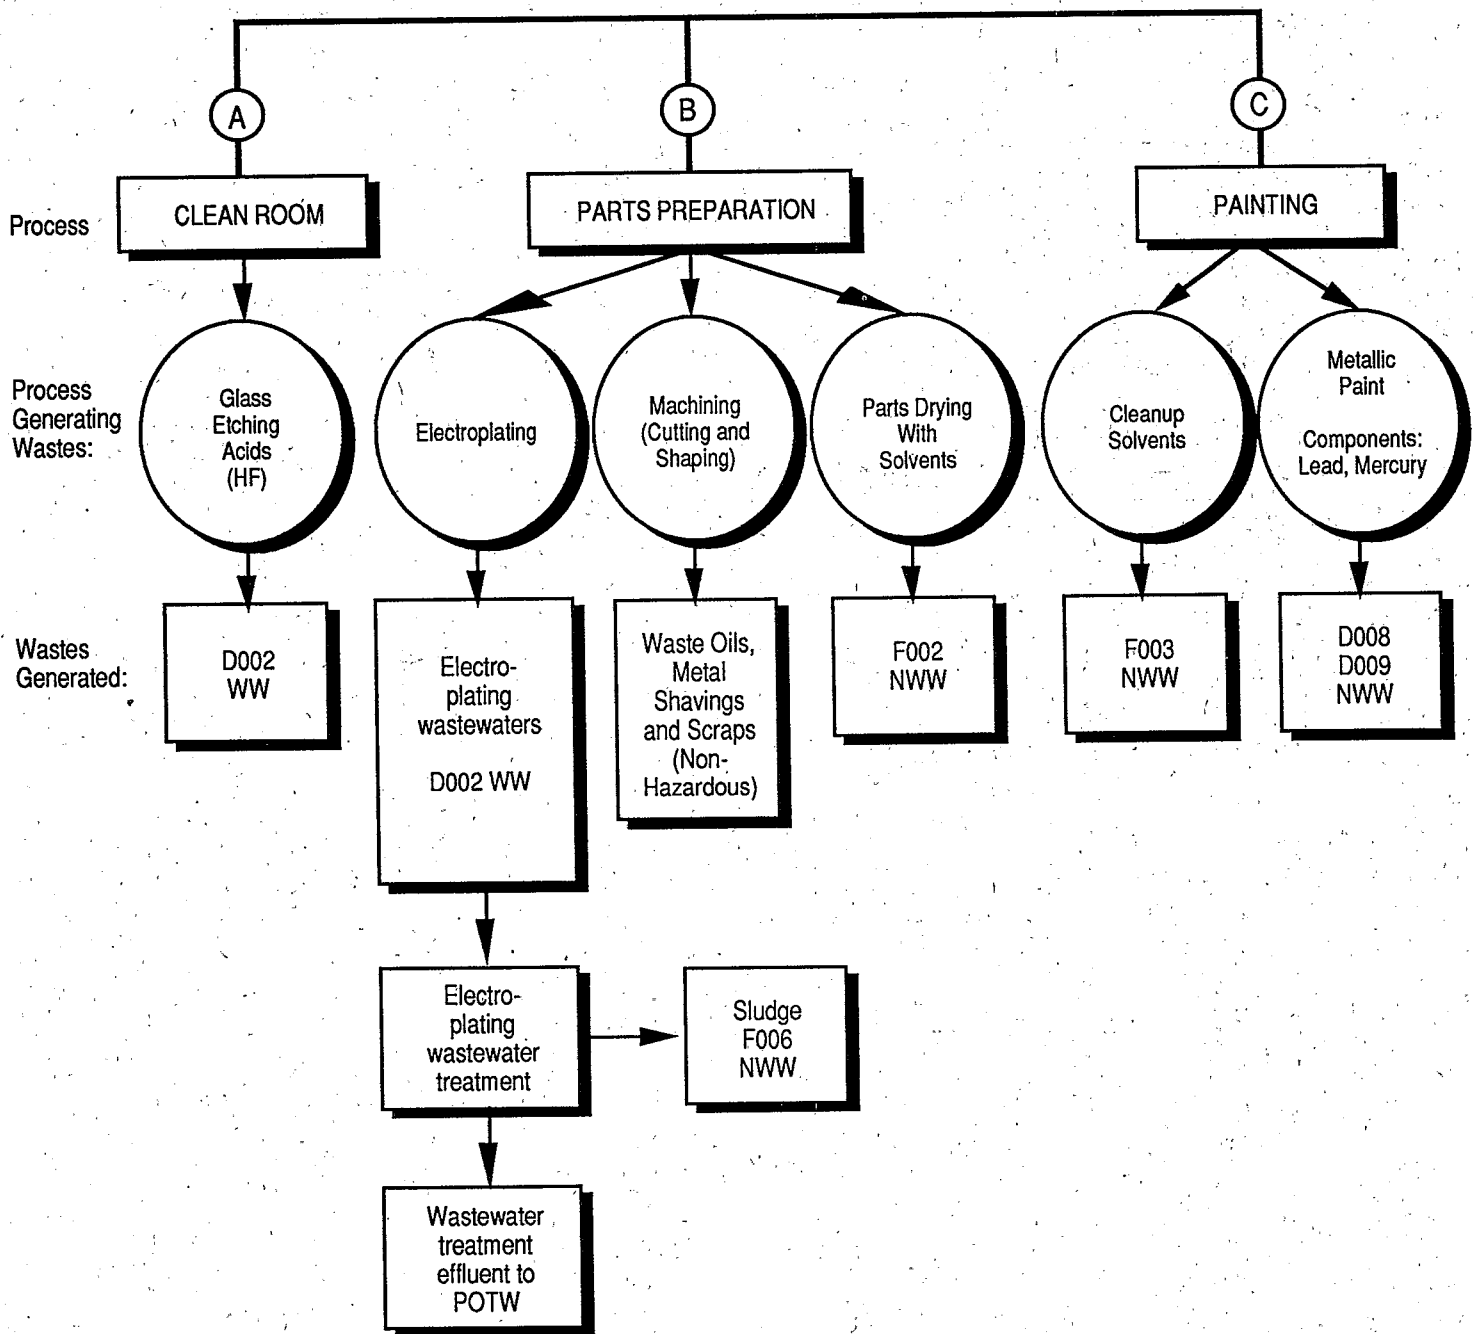 A
B
C
Process
CLEAN ROOM
PARTS PREPARATION
PAINTING
Process
Generating
Wastes:
Glass
Etching
Acids
(HF)
Electroplating
Machining
(Cutting and
Shaping)
Parts Drying
With
Solvents
Cleanup
Solvents
Metallic
Paint
Components:
Lead, Mercury
Wastes
Generated:
D002
WW
Electro-
plating
wastewaters
D002 WW
Waste Oils,
Metal
Shavings
and Scraps
(Non-
Hazardous)
F002
NWW
F003
NWW
D008
D009
NWW
Electro-
plating
wastewater
treatment
Sludge
F006
NWW
Wastewater
treatment
effluent to
POTW